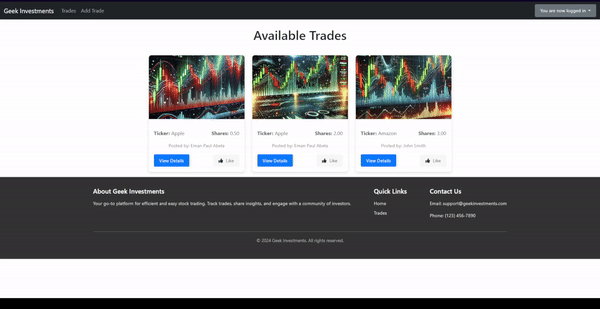 Geek Investments Trades Add Trade You are now logged in
Available Trades
Ticker: Apple Shares: 0.50
Posted by: Eman Paul Abela
View Details Like
Ticker: Apple Shares: 2.00
Posted by: Eman Paul Abela
View Details Like
Ticker: Amazon Shares: 3.00
Posted by: John Smith
View Details Like
About Geek Investments
Your go-to platform for efficient and easy stock trading. Track trades, share insights, and engage with a community of investors.
Quick Links
Home
Trades
Contact Us
Email: support@geekinvestments.com
Phone: (123) 456-7890
© 2024 Geek Investments. All rights reserved.